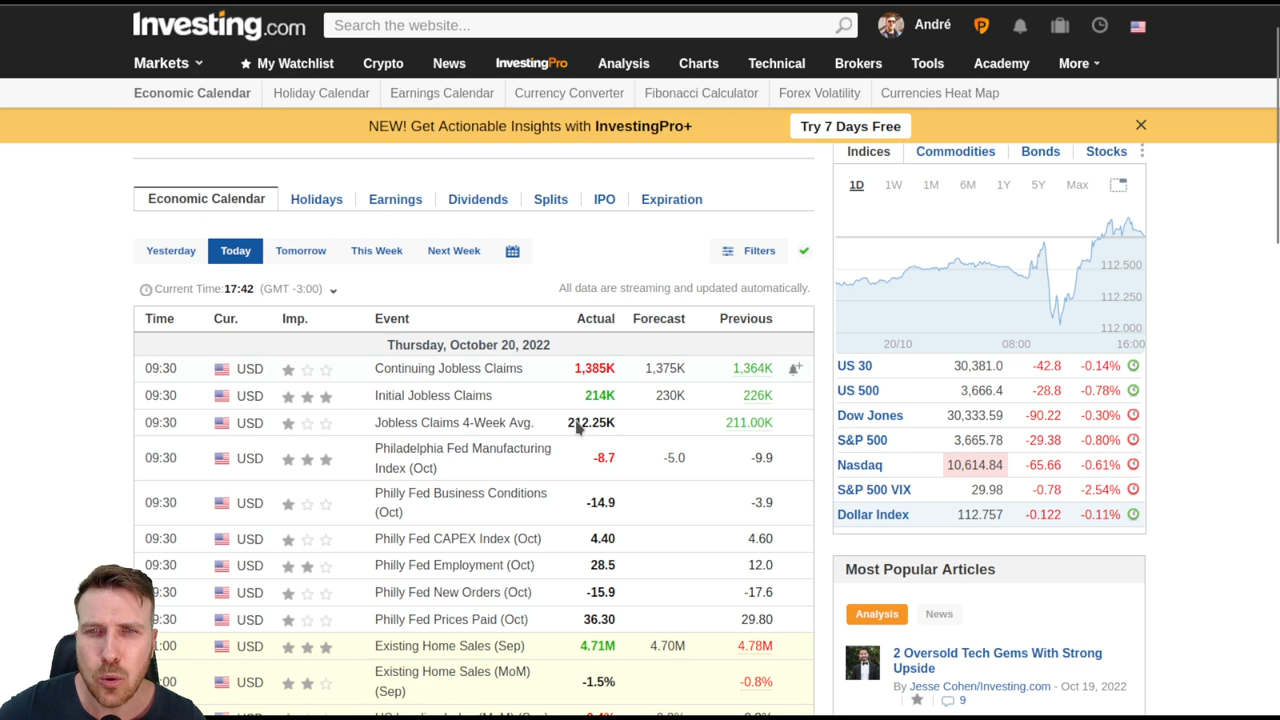 Investing.com
Search the website...
André
Markets
My Watchlist
Crypto
News
InvestingPro
Analysis
Charts
Technical
Brokers
Tools
Academy
More
Economic Calendar
Holiday Calendar
Earnings Calendar
Currency Converter
Fibonacci Calculator
Forex Volatility
Currencies Heat Map
NEW! Get Actionable Insights with InvestingPro+
Try 7 Days Free
Economic Calendar
Holidays
Earnings
Dividends
Splits
IPO
Expiration
Yesterday
Today
Tomorrow
This Week
Next Week
Filters
Current Time:17:42 (GMT -3:00)
All data are streaming and updated automatically.
Time Cur. Imp. Event Actual Forecast Previous
Thursday, October 20, 2022
09:30 USD Continuing Jobless Claims 1,385K 1,375K 1,364K
09:30 USD Initial Jobless Claims 214K 230K 226K
09:30 USD Jobless Claims 4-Week Avg. 212.25K 211.00K
09:30 USD Philadelphia Fed Manufacturing -8.7 -5.0 -9.9
Index (Oct)
09:30 USD Philly Fed Business Conditions -14.9 -3.9
(Oct)
09:30 USD Philly Fed CAPEX Index (Oct) 4.40 4.60
09:30 USD Philly Fed Employment (Oct) 28.5 12.0
USD Philly Fed New Orders (Oct) -15.9 -17.6
USD Philly Fed Prices Paid (Oct) 36.30 29.80
USD Existing Home Sales (Sep) 4.71M 4.70M 4.78M
USD Existing Home Sales (MoM) -1.5% -0.8%
(Sep)
Indices
Commodities
Bonds
Stocks
1D 1W 1M 6M 1Y 5Y Max
112.500
112.250
112.000
20/10 08:00 16:00
US 30 30,381.0 -42.8 -0.14%
US 500 3,666.4 -28.8 -0.78%
Dow Jones 30,333.59 -90.22 -0.30%
S&P 500 3,665.78 -29.38 -0.80%
Nasdaq 10,614.84 -65.66 -0.61%
S&P 500 VIX 29.98 -0.78 -2.54%
Dollar Index 112.757 -0.122 -0.11%
Most Popular Articles
Analysis
News
2 Oversold Tech Gems With Strong
Upside
By Jesse Cohen/Investing.com - Oct 19, 2022
9